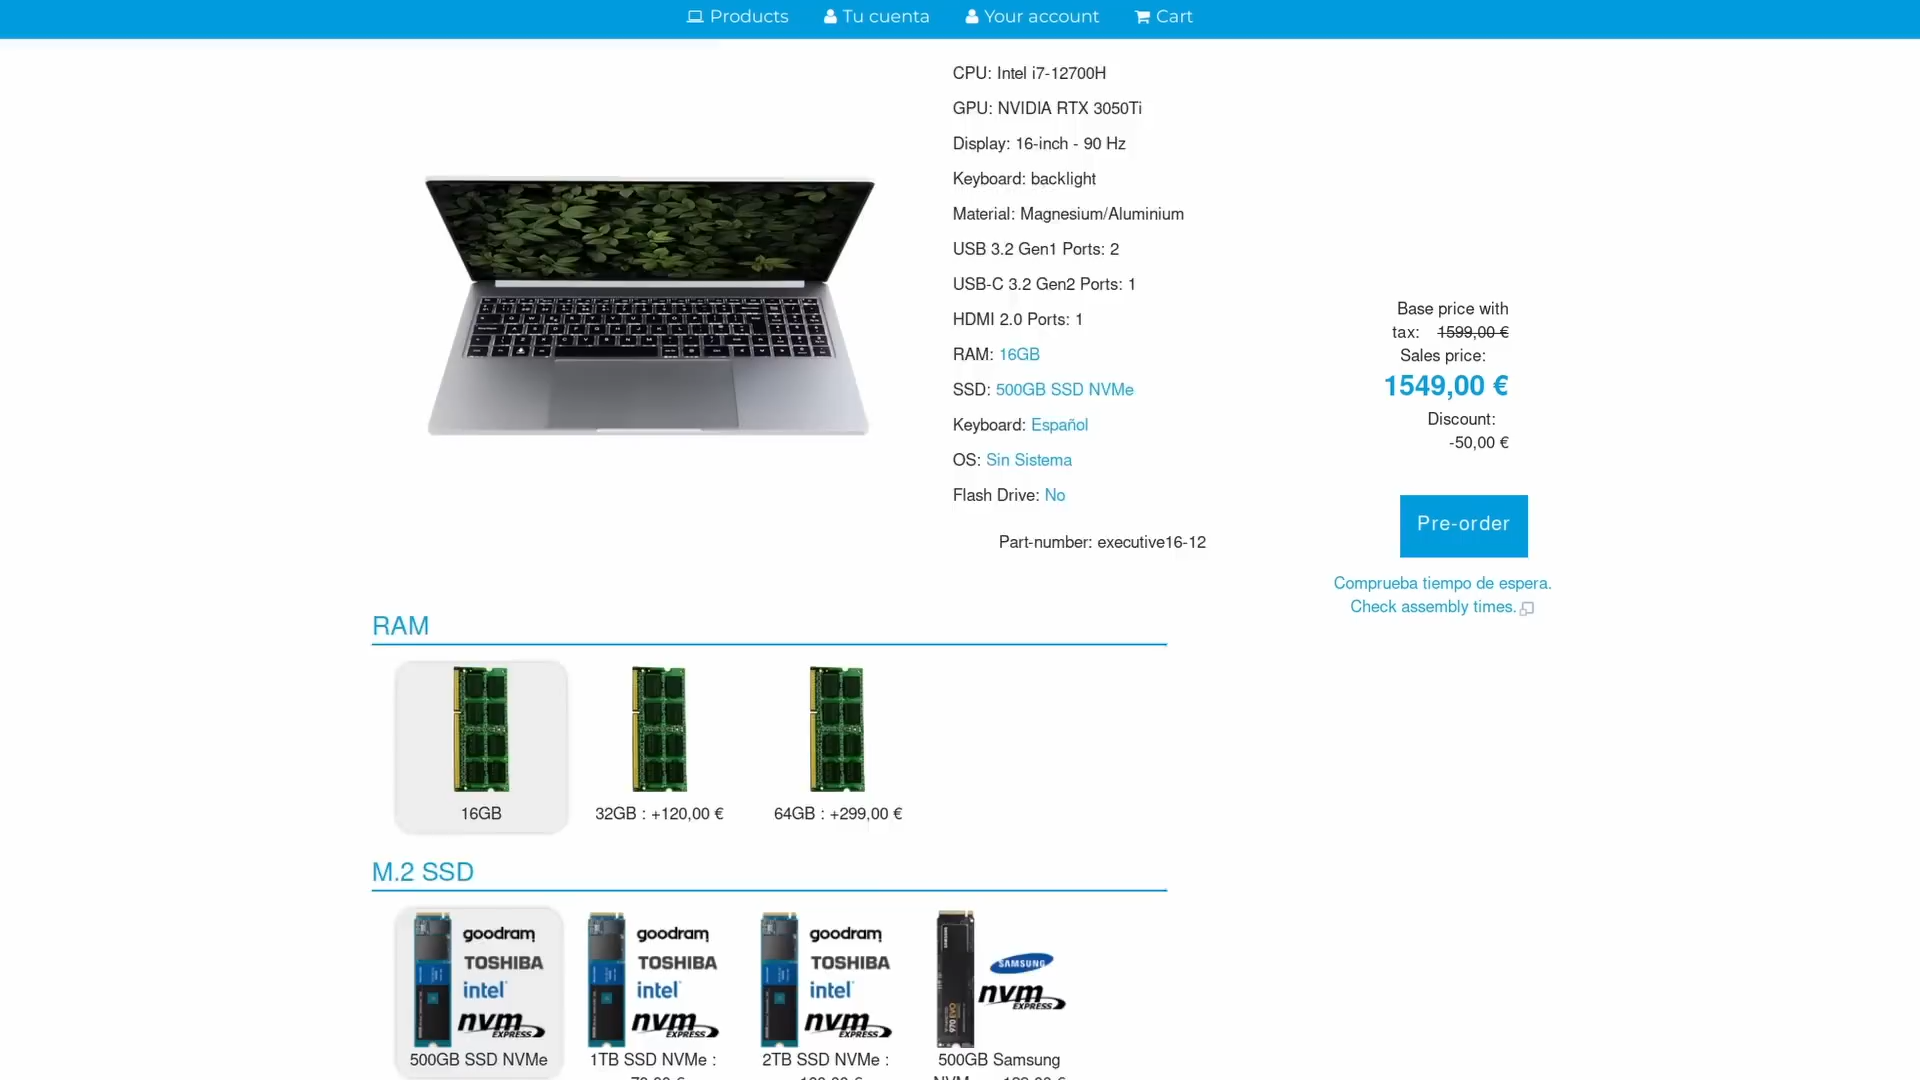 Products
Tu cuenta
Your account
Cart
CPU: Intel i7-12700H
GPU: NVIDIA RTX 3050Ti
Display: 16-inch - 90 Hz
Keyboard: backlight
Material: Magnesium/Aluminium
USB 3.2 Gen1 Ports: 2
USB-C 3.2 Gen2 Ports: 1
HDMI 2.0 Ports: 1
RAM: 16GB
SSD: 500GB SSD NVMe
Keyboard: Español
OS: Sin Sistema
Flash Drive: No
Part-number: executive16-12
Base price with
tax: 1599,00 €
Sales price:
1549,00 €
Discount:
-50,00 €
Pre-order
Comprueba tiempo de espera.
Check assembly times.
RAM
16GB
32GB : +120,00 €
64GB : +299,00 €
M.2 SSD
goodram
TOSHIBA
intel
nvm
EXPRESS
500GB SSD NVMe
goodram
TOSHIBA
intel
nvm
EXPRESS
1TB SSD NVMe :
goodram
TOSHIBA
intel
nvm
EXPRESS
2TB SSD NVMe :
SAMSUNG
970 EVO
SAMSUNG
nvm
EXPRESS
500GB Samsung